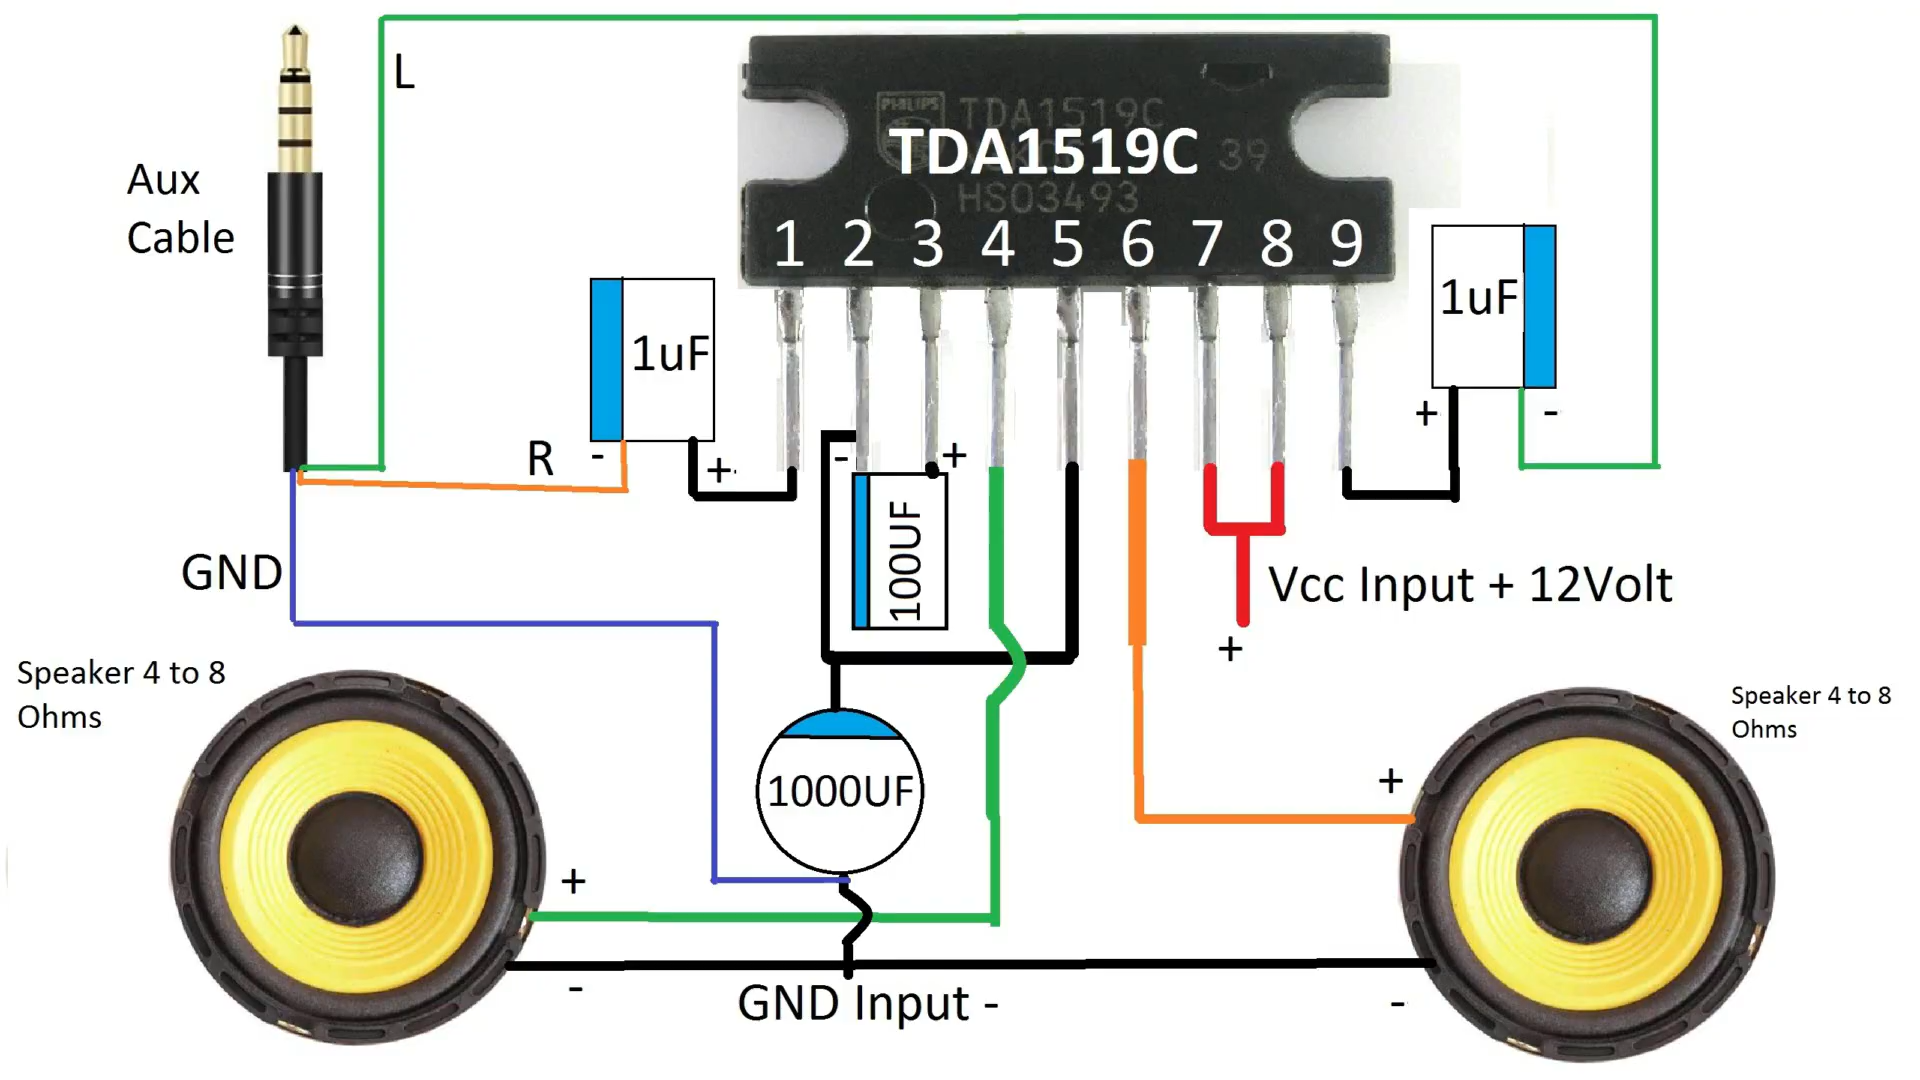 L
PHILIPS
TDA1519C
TDA1519C
39
HSO3493
Aux
Cable
1 2 3 4 5 6 7 8 9
1uF
1uF
+ -
R - +
- +
100UF
GND
Vcc Input + 12Volt
+
Speaker 4 to 8
Ohms
Speaker 4 to 8
Ohms
1000UF
+
+
-
GND Input -
-